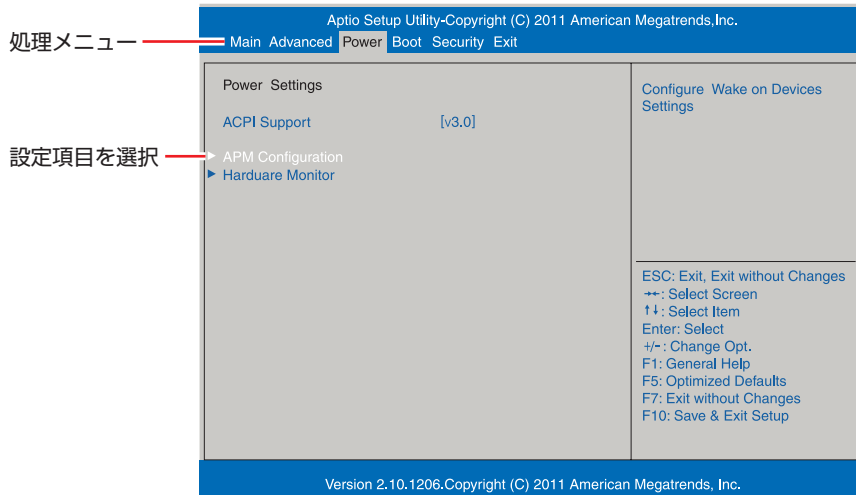 Aptio Setup Utility-Copyright (C) 2011 American Megatrends,Inc.
処理メニュー
Main Advanced Power Boot Security Exit
Power Settings
ACPI Support [v3.0]
設定項目を選択
▶ APM Configuration
▶ Harduare Monitor
Configure Wake on Devices
Settings
ESC: Exit, Exit without Changes
→←: Select Screen
↑↓: Select Item
Enter: Select
+/-: Change Opt.
F1: General Help
F5: Optimized Defaults
F7: Exit without Changes
F10: Save & Exit Setup
Version 2.10.1206.Copyright (C) 2011 American Megatrends, Inc.